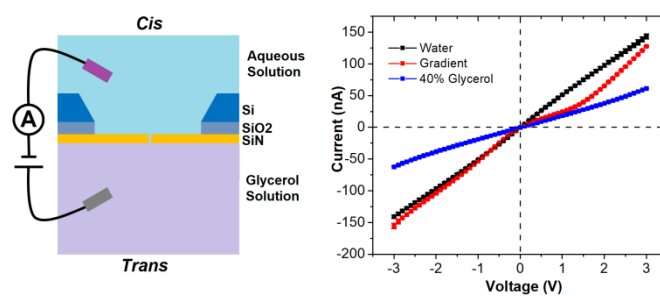 Cis
Aqueous
Solution
A
Si
SiO2
SiN
Glycerol
Solution
Trans
Water
Gradient
40% Glycerol
Current (nA)
150
100
50
0
-50
-100
-150
-200
-3 -2 -1 0 1 2 3
Voltage (V)